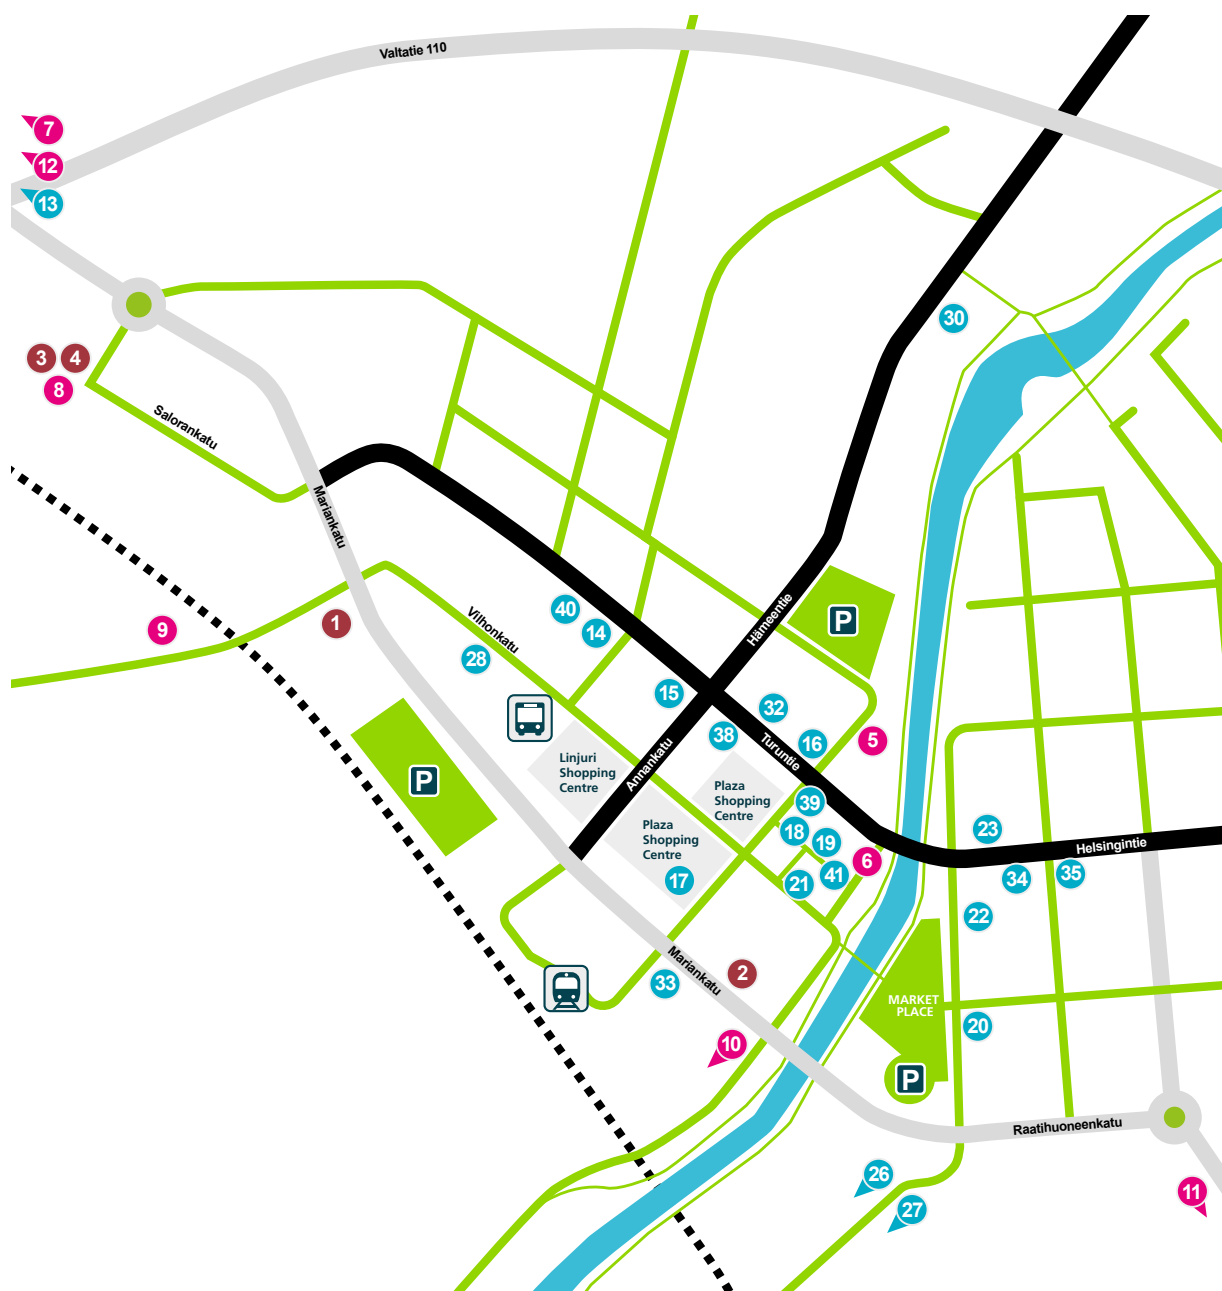 Valtatie 110
7
12
13
30
3
4
8
Salorankatu
Mariankatu
40
14
9
1
Vilhonkatu
28
Hämeentie
P
15
32
38
16
5
Turuntie
Annankatu
Linjuri
Shopping
Centre
P
Plaza
Shopping
Centre
39
Plaza
Shopping
Centre
17
18
19
23
Helsingintie
21
41
6
34
35
22
Mariankatu
2
33
MARKET
PLACE
20
10
P
Raatihuoneenkatu
26
27
11